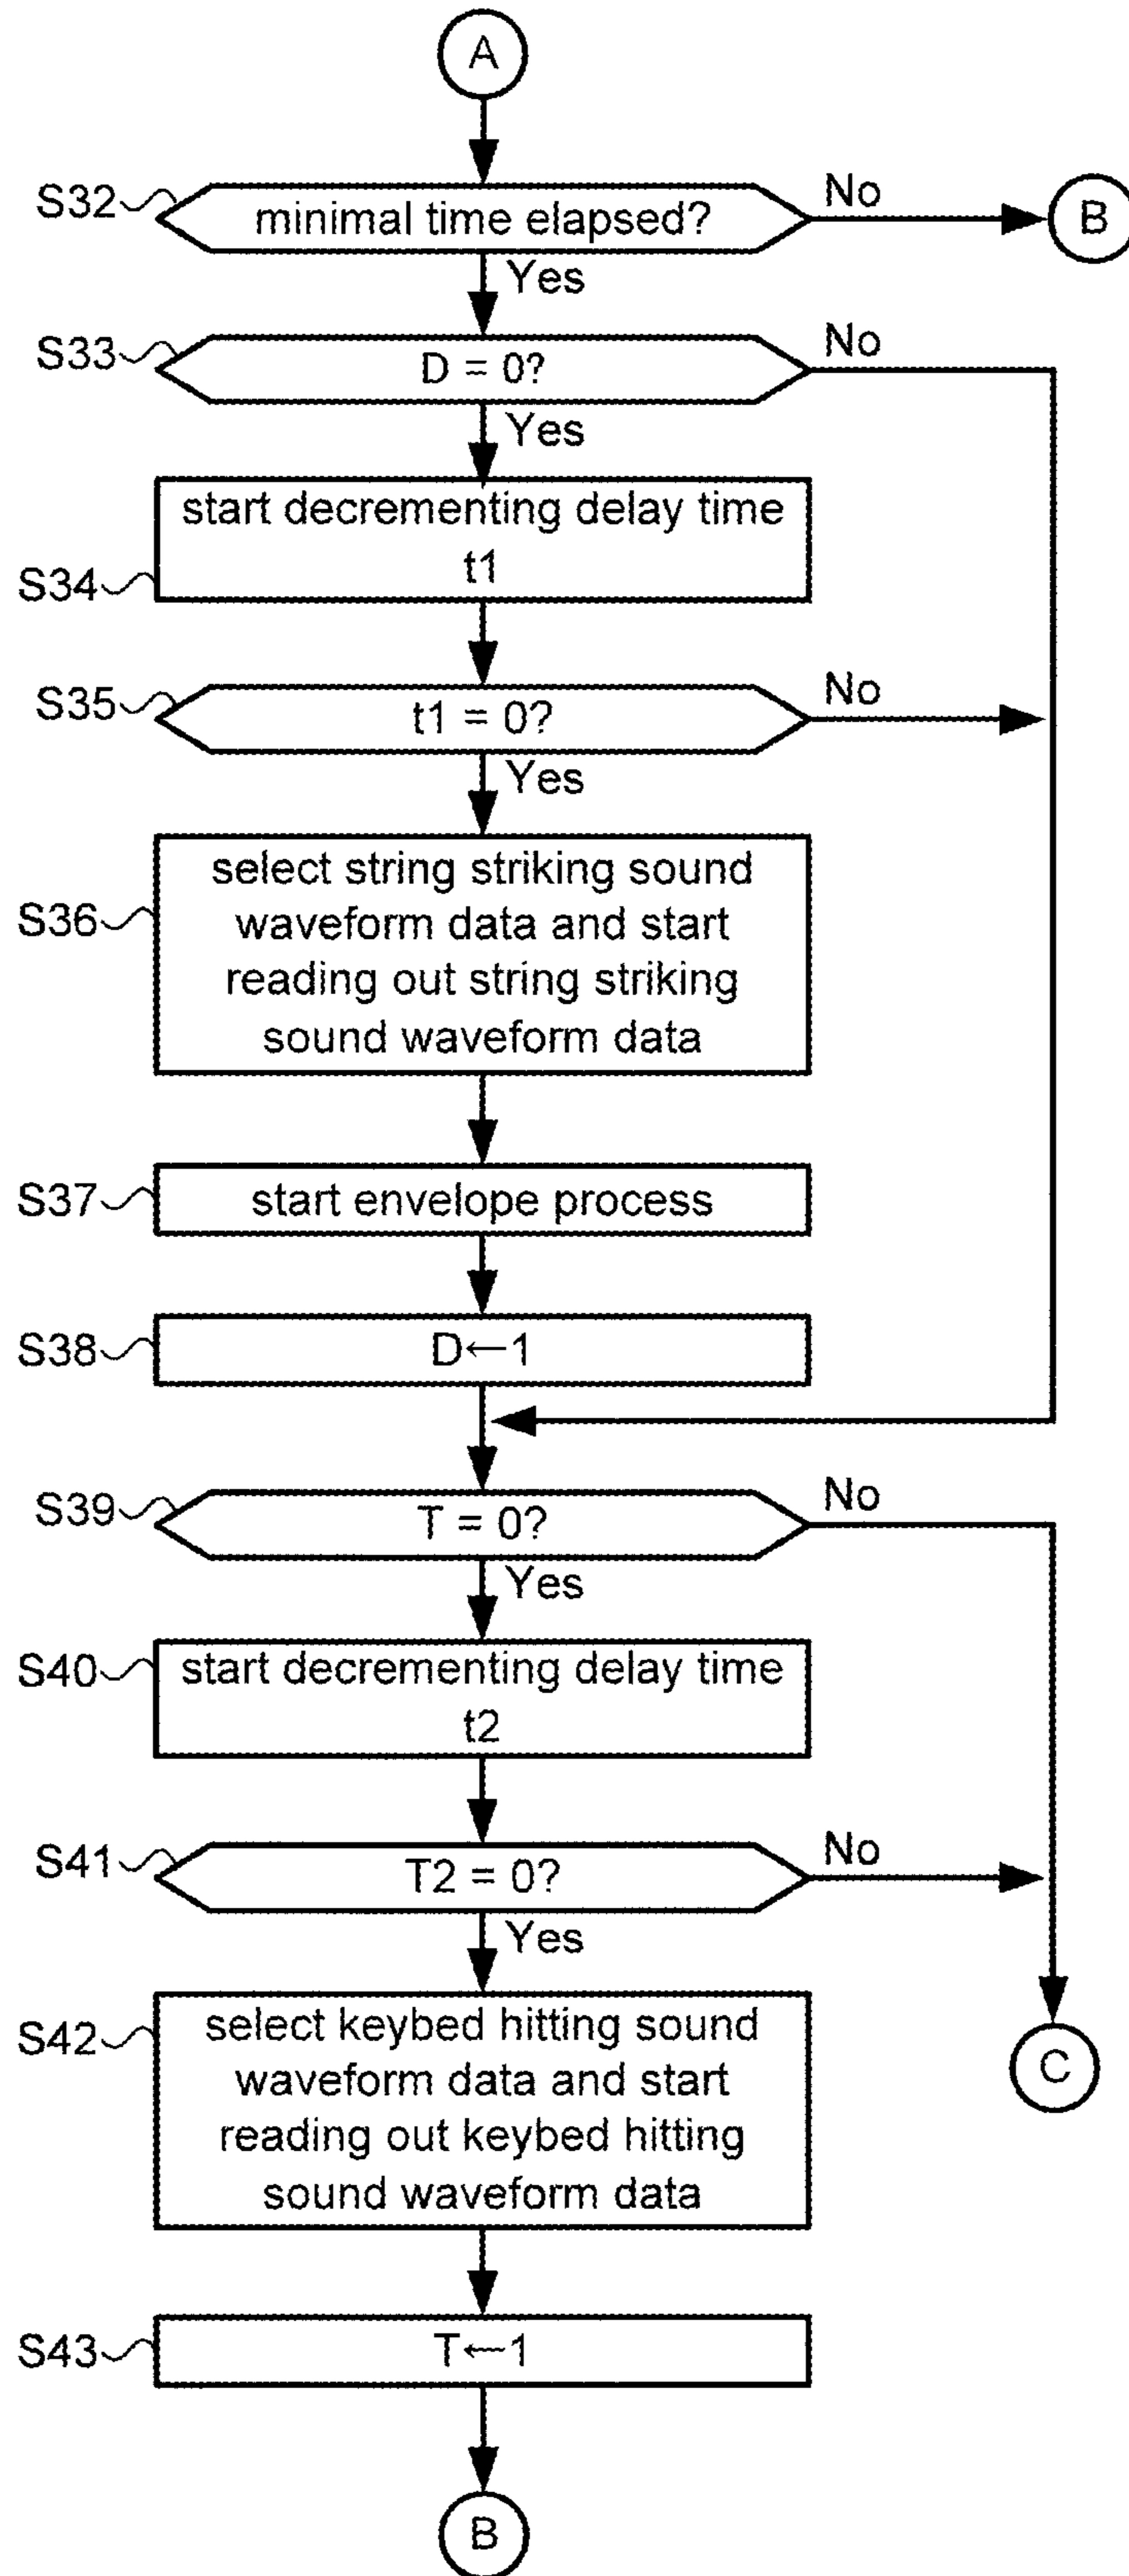 A
S32
minimal time elapsed?
No
B
Yes
S33
D = 0?
No
Yes
S34
start decrementing delay time
t1
S35
t1 = 0?
No
Yes
S36
select string striking sound
waveform data and start
reading out string striking
sound waveform data
S37
start envelope process
S38
D←1
S39
T = 0?
No
Yes
S40
start decrementing delay time
t2
S41
T2 = 0?
No
Yes
S42
select keybed hitting sound
waveform data and start
reading out keybed hitting
sound waveform data
C
S43
T←1
B